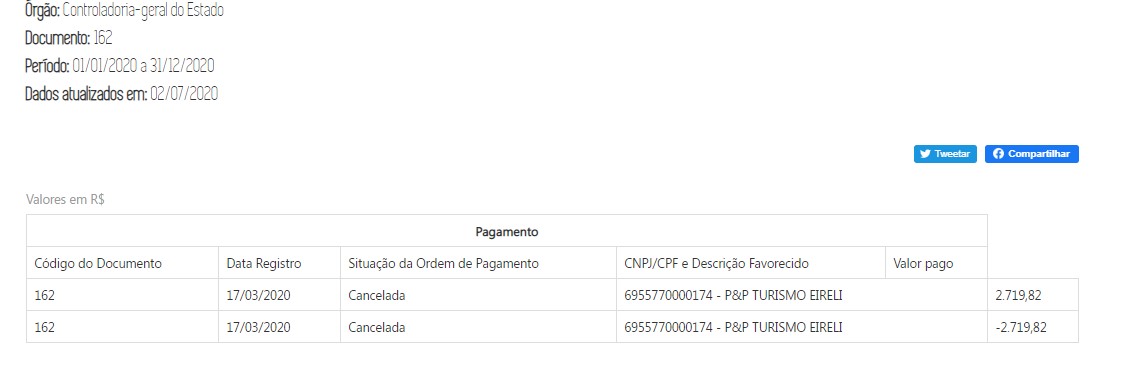 Órgão: Controladoria-geral do Estado
Documento: 162
Período: 01/01/2020 a 31/12/2020
Dados atualizados em: 02/07/2020
Tweetar Compartilhar
Valores em R$
Pagamento
Código do Documento Data Registro Situação da Ordem de Pagamento CNPJ/CPF e Descrição Favorecido Valor pago
162 17/03/2020 Cancelada 6955770000174 - P&P TURISMO EIRELI 2.719,82
162 17/03/2020 Cancelada 6955770000174 - P&P TURISMO EIRELI -2.719,82